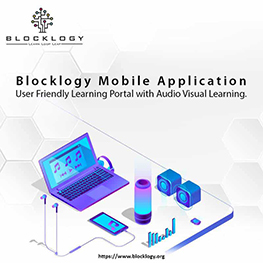 BLOCKLOGY
Blocklogy Mobile Application
User Friendly Learning Portal with Audio Visual Learning.
https://www.blocklogy.org